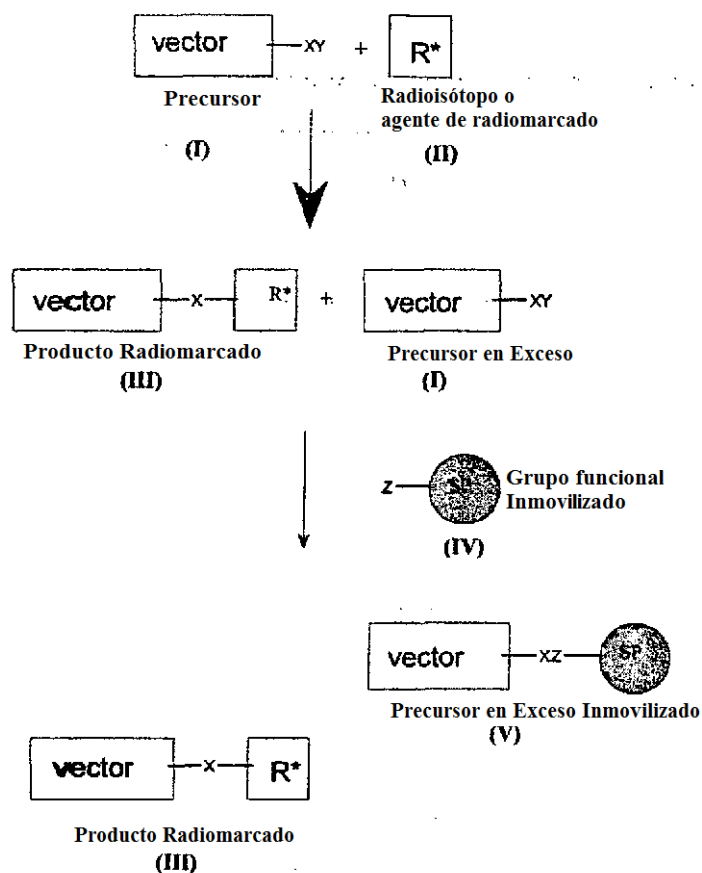 vector XY + R*
Precursor
Radioisótopo o
agente de radiomarcado
(I)
(II)
vector X R* + vector XY
Producto Radiomarcado
(III)
Precursor en Exceso
(I)
Z SP
Grupo funcional
Inmovilizado
(IV)
vector XZ SP
Precursor en Exceso Inmovilizado
(V)
vector X R*
Producto Radiomarcado
(III)